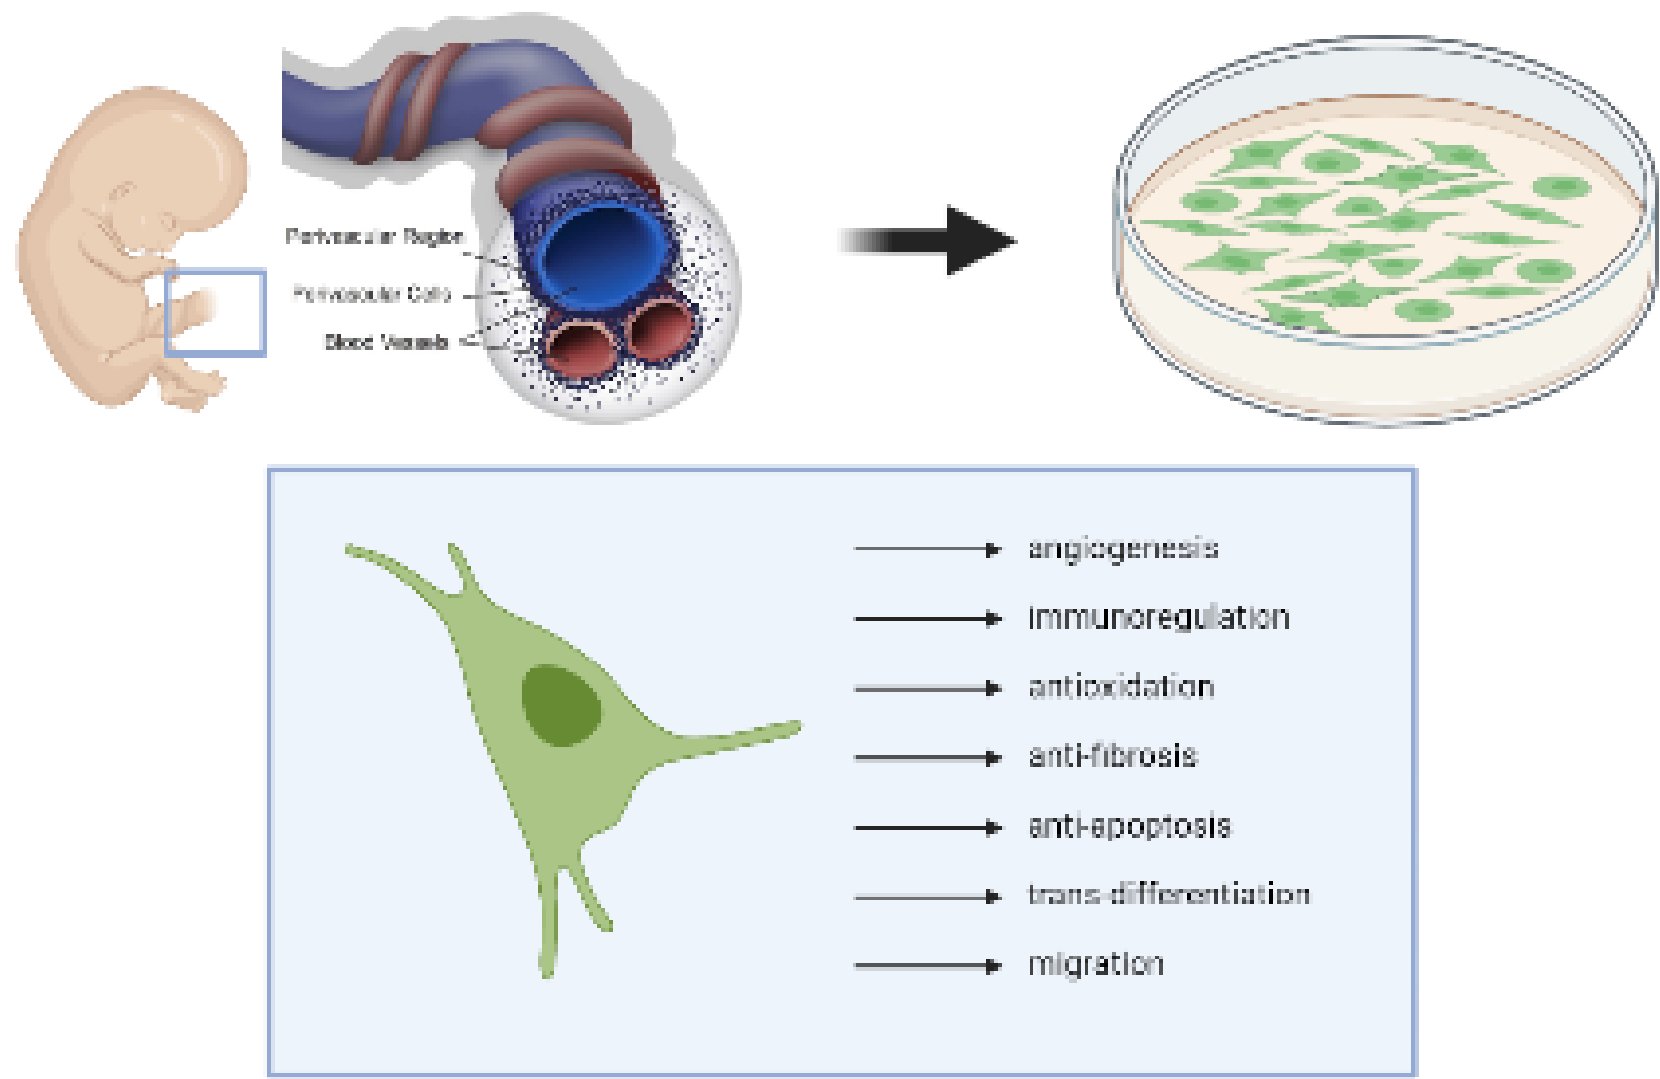 Perivascular Region
Perivascular Cells
Blood Vessels
angiogenesis
immunoregulation
antioxidation
anti-fibrosis
anti-apoptosis
trans-differentiation
migration